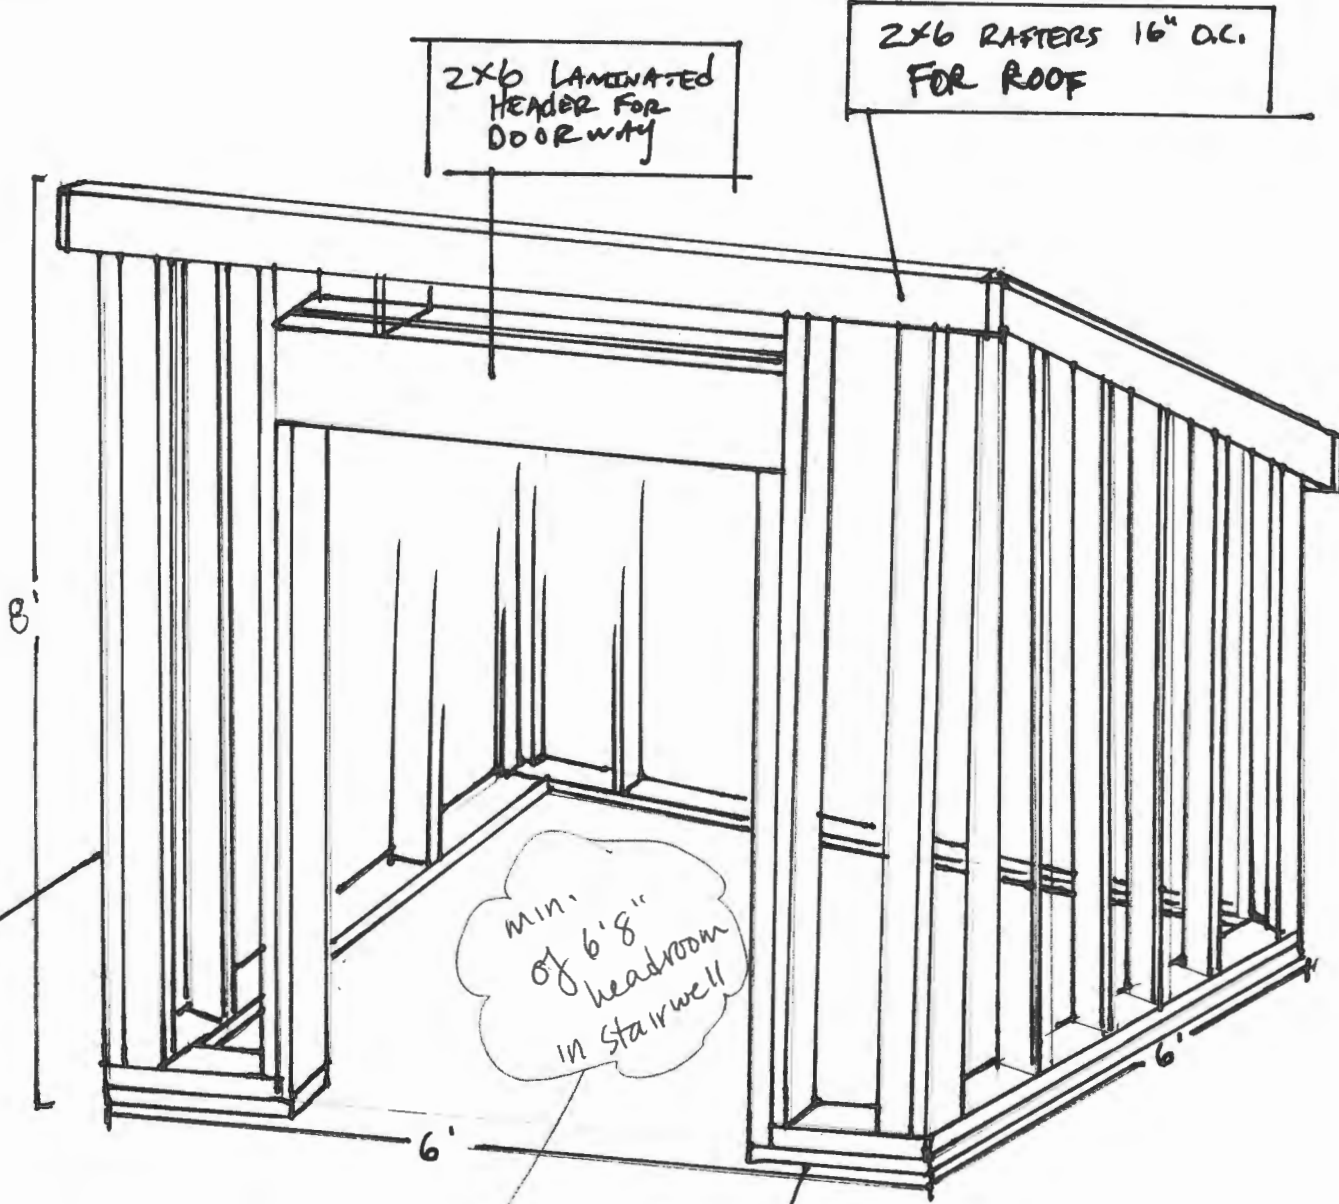 2x6 LAMINATED
HEADER FOR
DOORWAY
2x6 RAFTERS 16" O.C.
FOR ROOF
8'
min.
of 6'8"
headroom
in stairwell
6'
6'